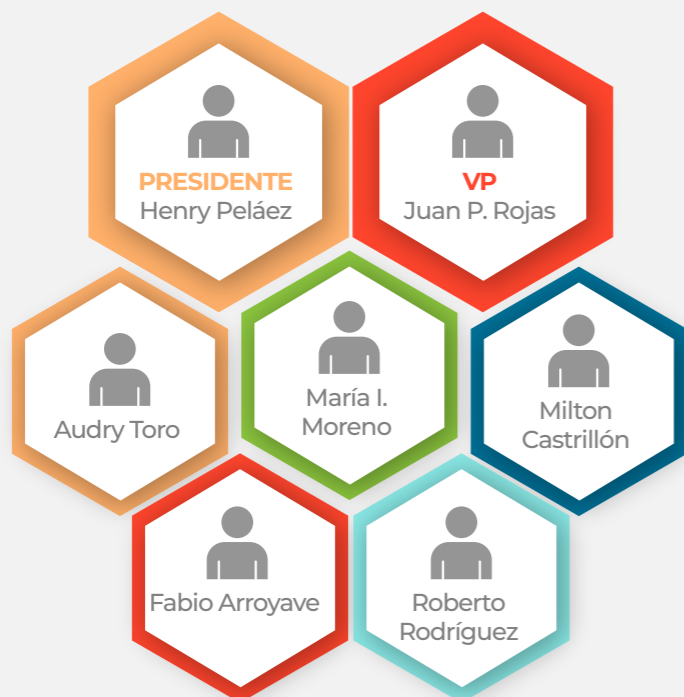 PRESIDENTE
Henry Peláez
VP
Juan P. Rojas
Audry Toro
María I.
Moreno
Milton
Castrillón
Fabio Arroyave
Roberto
Rodríguez